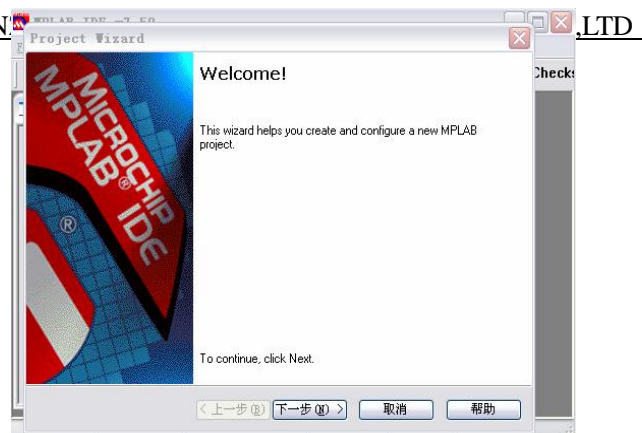 ,LTD
Project Wizard
Checks
MICROCHIP
MPLAB® IDE
®
Welcome!
This wizard helps you create and configure a new MPLAB
project.
To continue, click Next.
< 上一步(B) 下一步(N) > 取消 帮助